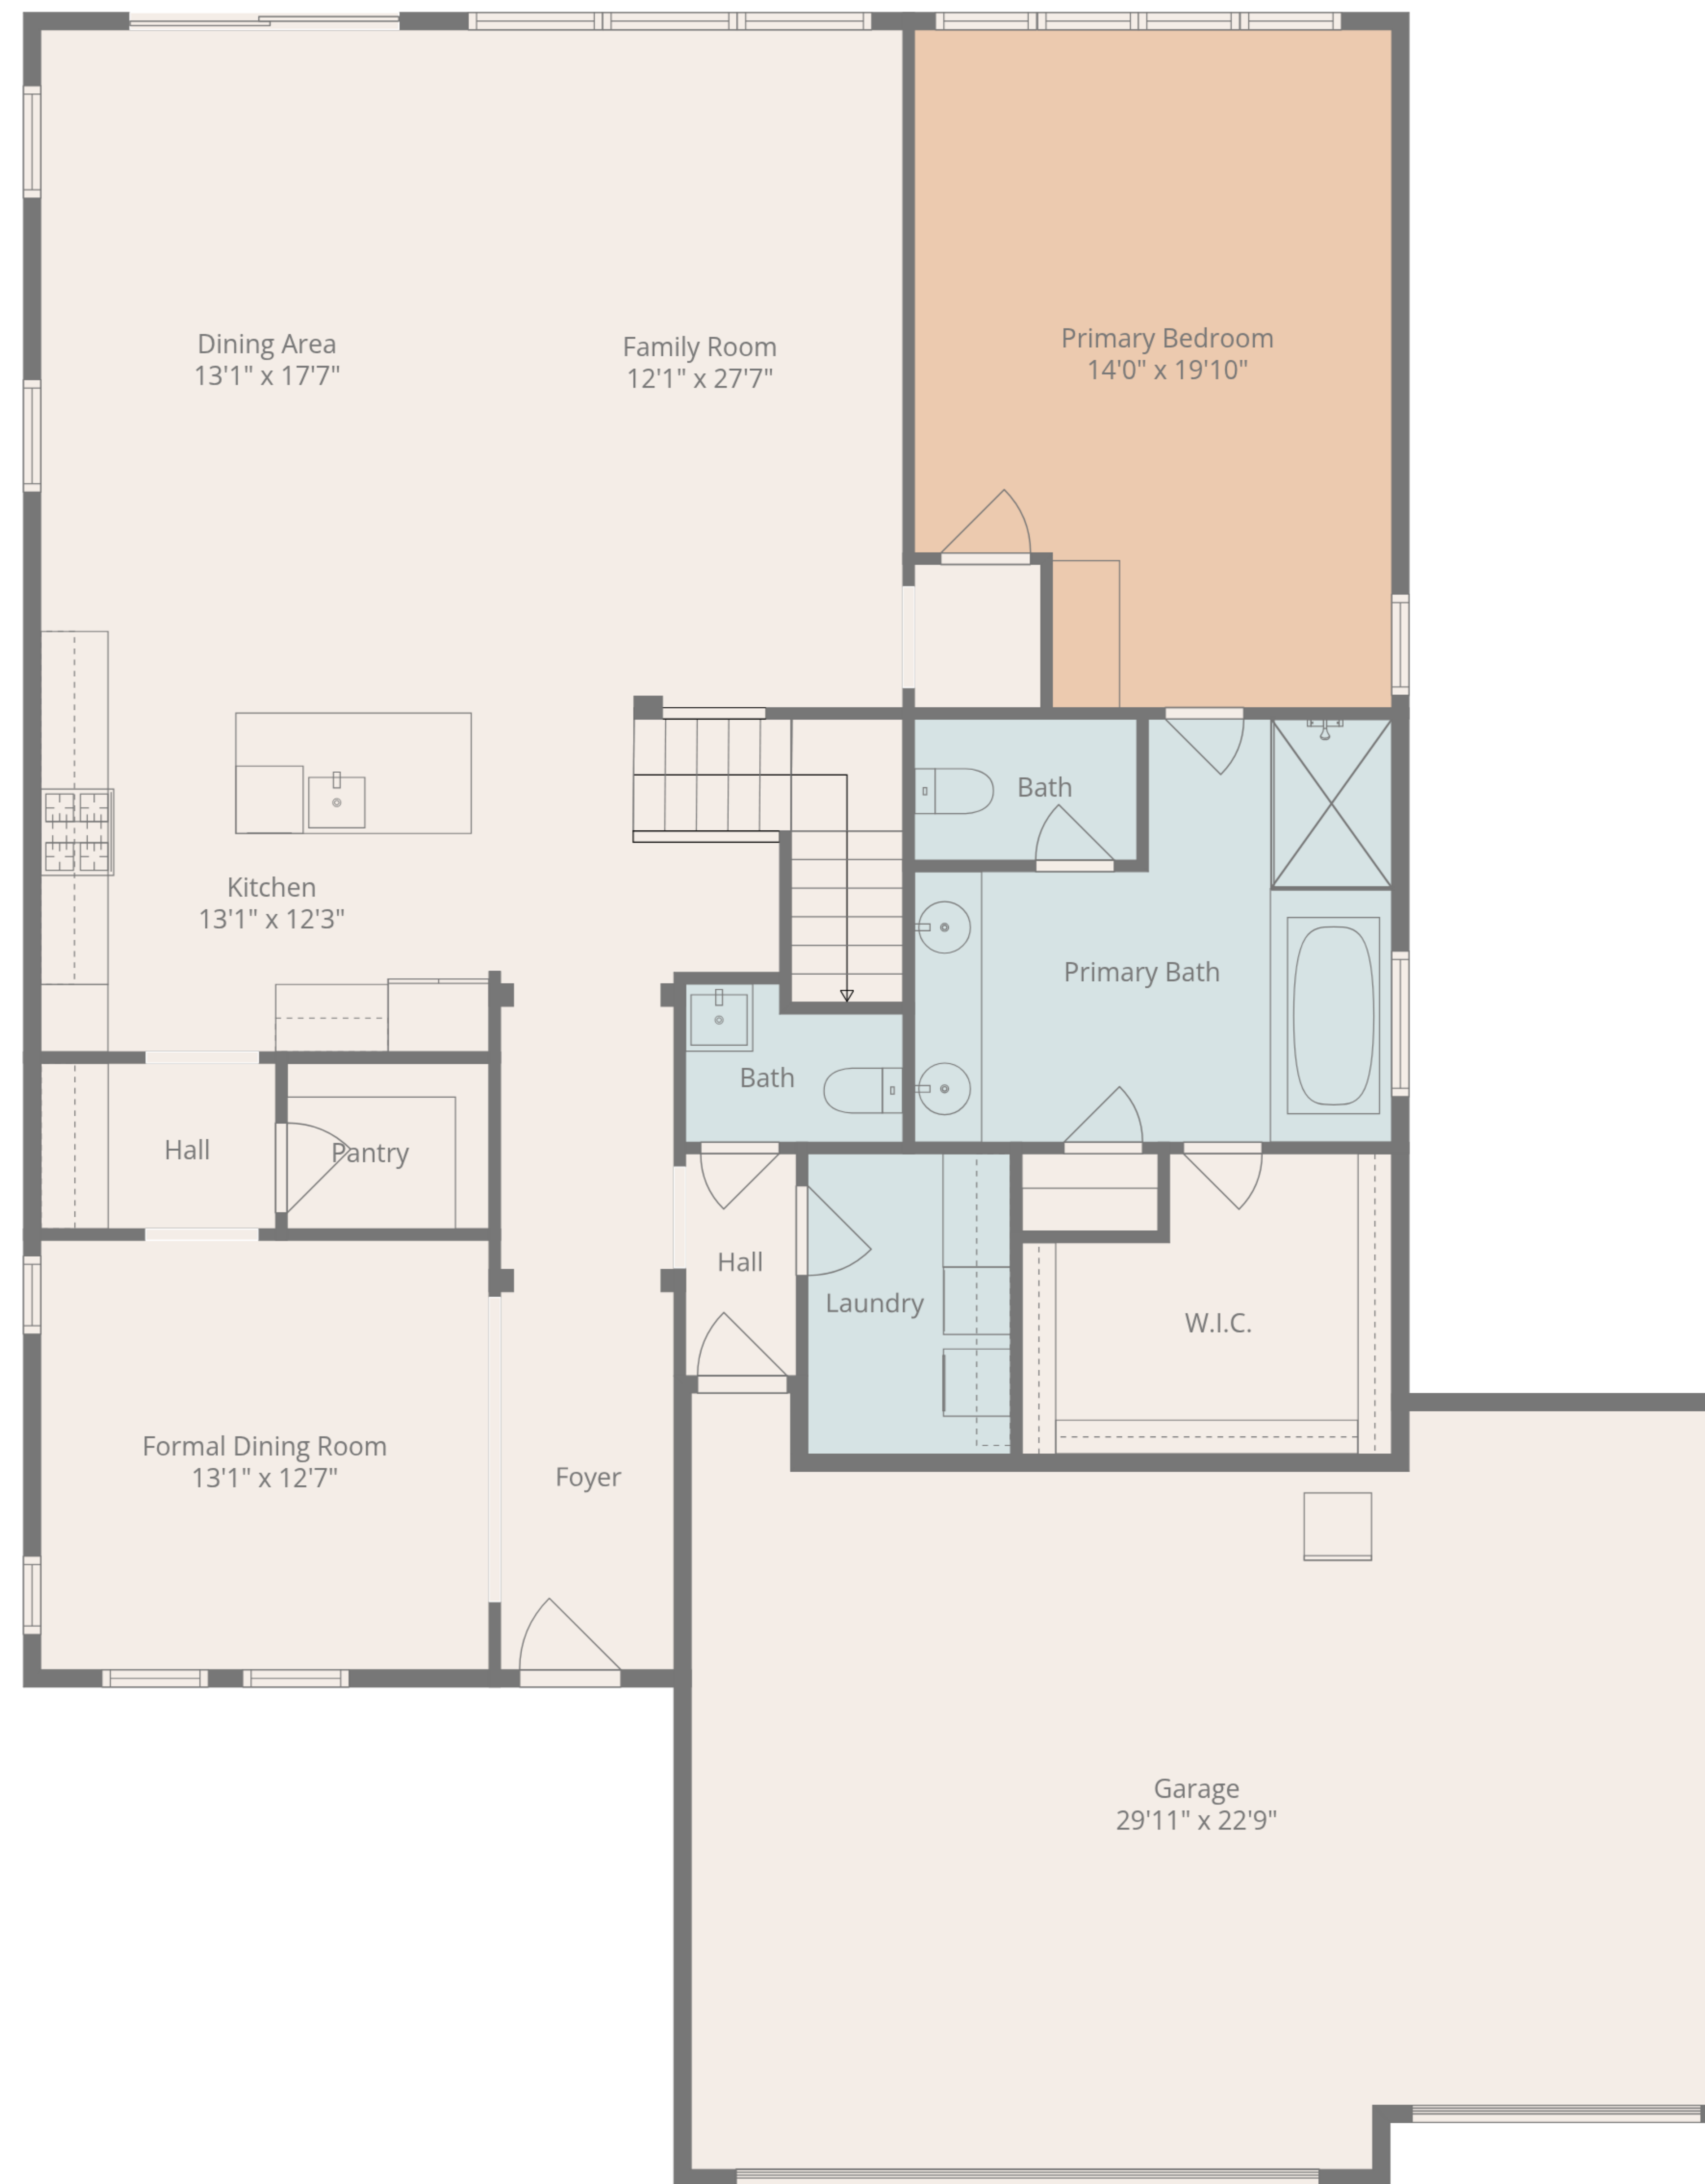 Dining Area
13'1" x 17'7"
Family Room
12'1" x 27'7"
Primary Bedroom
14'0" x 19'10"
Bath
Kitchen
13'1" x 12'3"
Primary Bath
Bath
Hall
Pantry
Hall
Laundry
W.I.C.
Formal Dining Room
13'1" x 12'7"
Foyer
Garage
29'11" x 22'9"